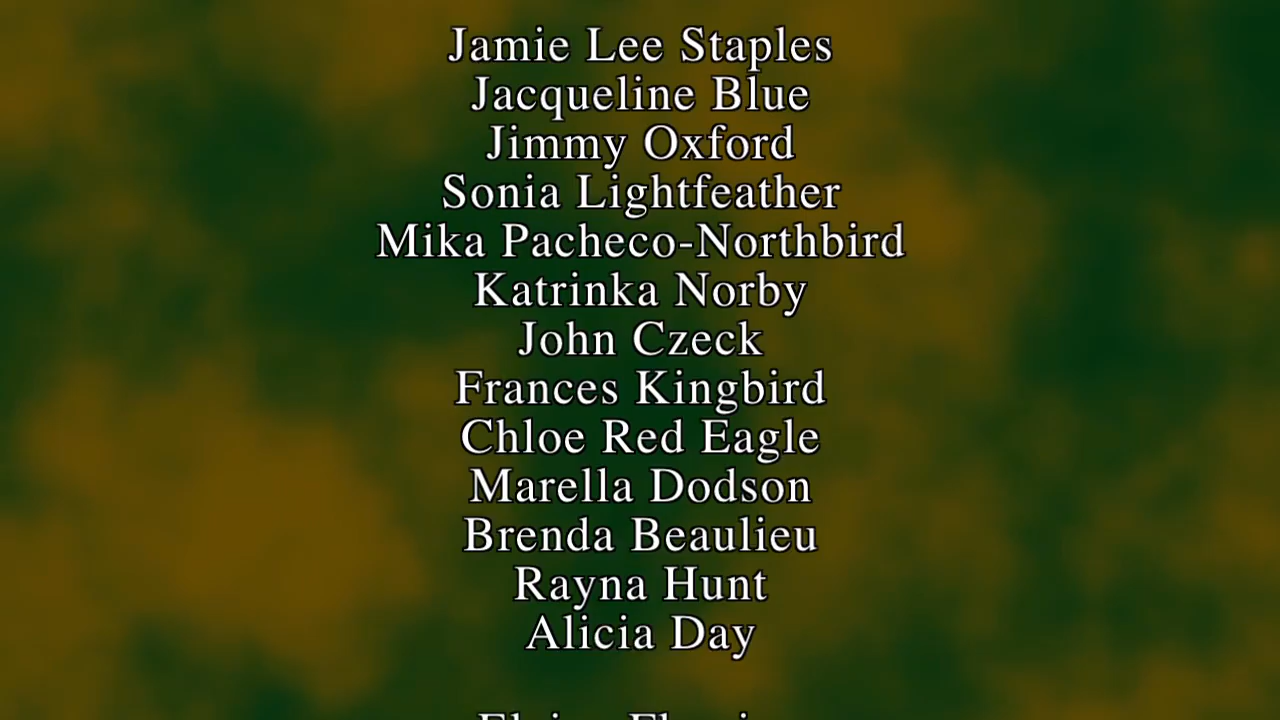 Jamie Lee Staples
Jacqueline Blue
Jimmy Oxford
Sonia Lightfeather
Mika Pacheco-Northbird
Katrinka Norby
John Czeck
Frances Kingbird
Chloe Red Eagle
Marella Dodson
Brenda Beaulieu
Rayna Hunt
Alicia Day